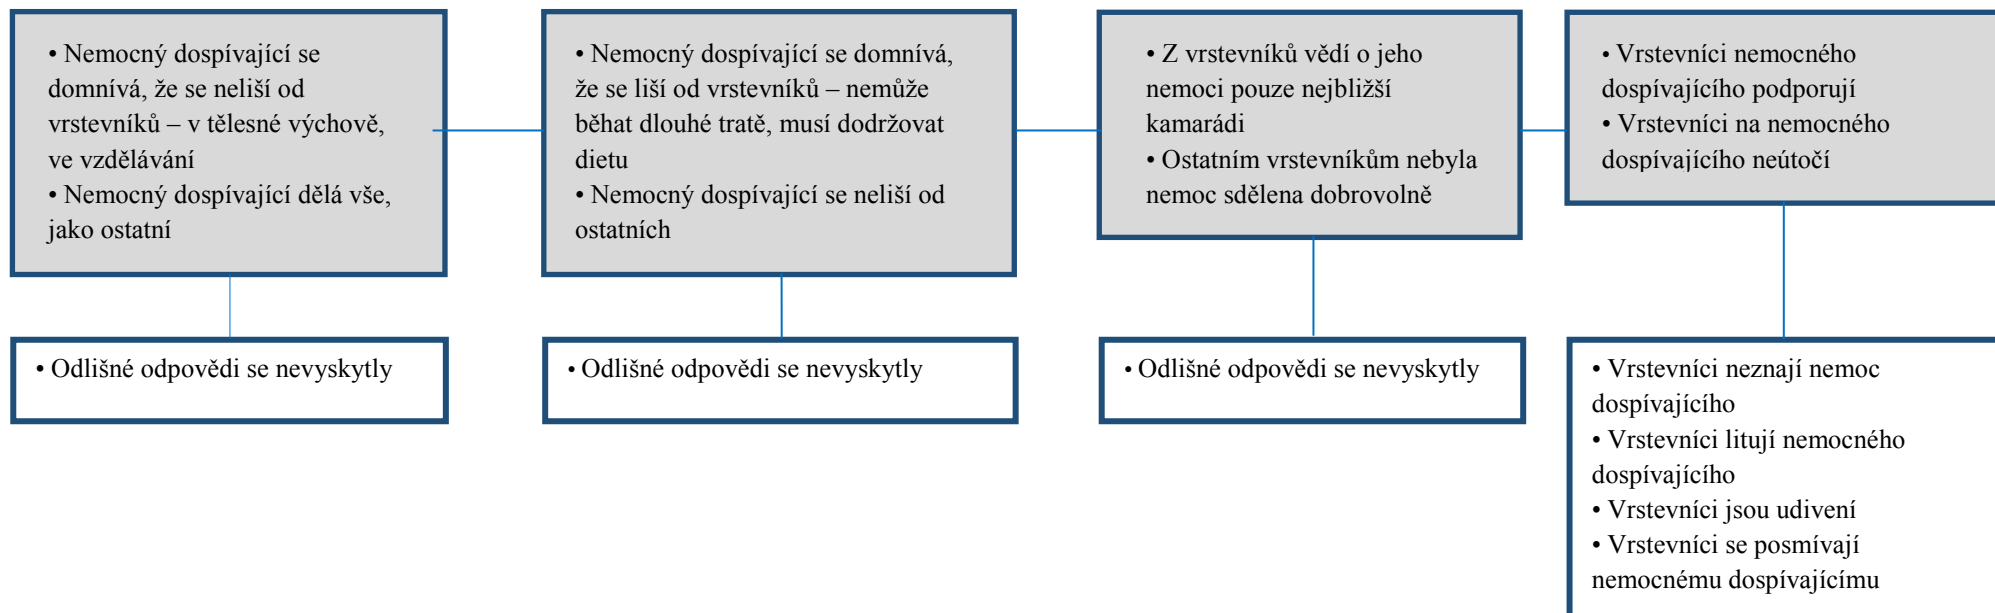 • Nemocný dospívající se
domnívá, že se neliší od
vrstevníků – v tělesné výchově,
ve vzdělávání
• Nemocný dospívající dělá vše,
jako ostatní
• Nemocný dospívající se domnívá,
že se liší od vrstevníků – nemůže
běhat dlouhé tratě, musí dodržovat
dietu
• Nemocný dospívající se neliší od
ostatních
• Z vrstevníků vědí o jeho
nemoci pouze nejbližší
kamarádi
• Ostatním vrstevníkům nebyla
nemoc sdělena dobrovolně
• Vrstevníci nemocného
dospívajícího podporují
• Vrstevníci na nemocného
dospívajícího neútočí
• Odlišné odpovědi se nevyskytly
• Odlišné odpovědi se nevyskytly
• Odlišné odpovědi se nevyskytly
• Vrstevníci neznají nemoc
dospívajícího
• Vrstevníci litují nemocného
dospívajícího
• Vrstevníci jsou udivení
• Vrstevníci se posmívají
nemocnému dospívajícímu